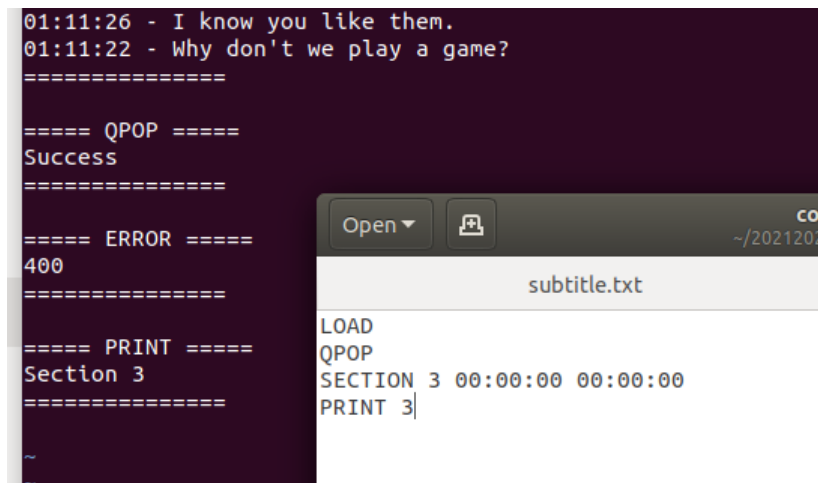 01:11:26 - I know you like them.
01:11:22 - Why don't we play a game?
===============
===== QPOP =====
Success
===============
===== ERROR =====
400
===============
===== PRINT =====
Section 3
===============
~
Open
co
~/2021202
subtitle.txt
LOAD
QPOP
SECTION 3 00:00:00 00:00:00
PRINT 3